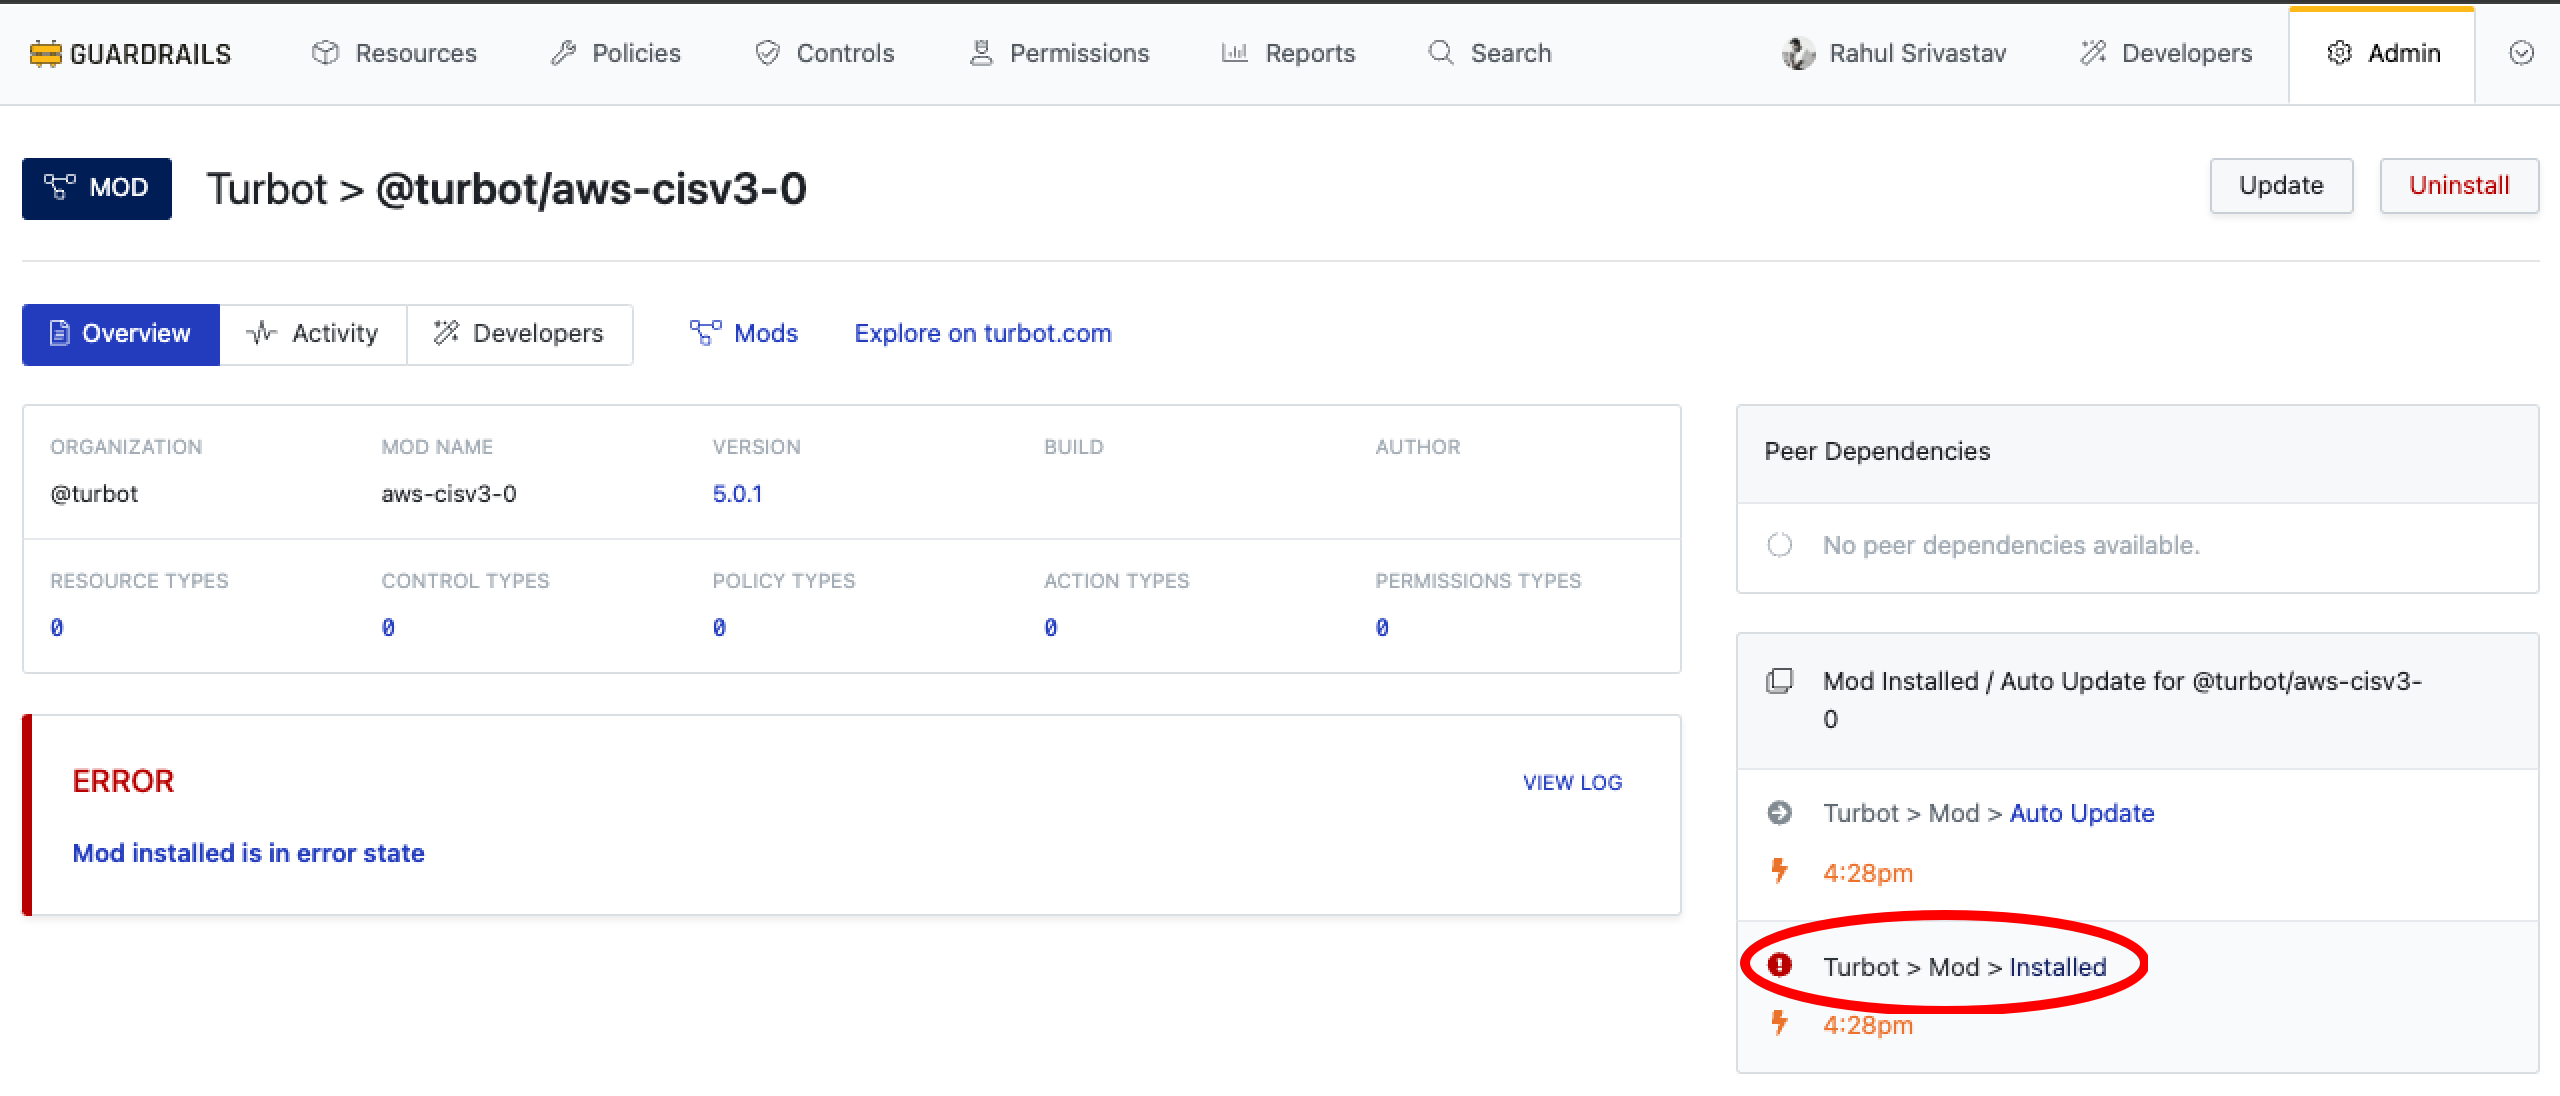 GUARDRAILS Resources Policies Controls Permissions Reports Search Rahul Srivastav Developers Admin
MOD Turbot > @turbot/aws-cisv3-0 Update Uninstall
Overview Activity Developers Mods Explore on turbot.com
ORGANIZATION MOD NAME VERSION BUILD AUTHOR
@turbot aws-cisv3-0 5.0.1
RESOURCE TYPES CONTROL TYPES POLICY TYPES ACTION TYPES PERMISSIONS TYPES
0 0 0 0 0
ERROR VIEW LOG
Mod installed is in error state
Peer Dependencies
No peer dependencies available.
Mod Installed / Auto Update for @turbot/aws-cisv3-
0
Turbot > Mod > Auto Update
4:28pm
Turbot > Mod > Installed
4:28pm